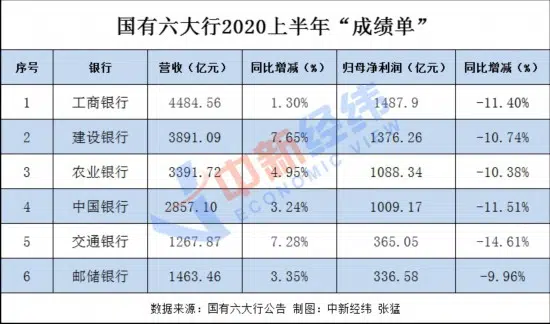 国有六大行2020上半年“成绩单”
序号 银行 营收（亿元） 同比增减（%） 归母净利润（亿元） 同比增减（%）
1 工商银行 4484.56 1.30% 1487.9 -11.40%
2 建设银行 3891.09 7.65% 1376.26 -10.74%
3 农业银行 3391.72 4.95% 1088.34 -10.38%
4 中国银行 2857.10 3.24% 1009.17 -11.51%
5 交通银行 1267.87 7.28% 365.05 -14.61%
6 邮储银行 1463.46 3.35% 336.58 -9.96%
数据来源：国有六大行公告 制图：中新经纬 张猛
中新经纬
ECONOMIC VIEW